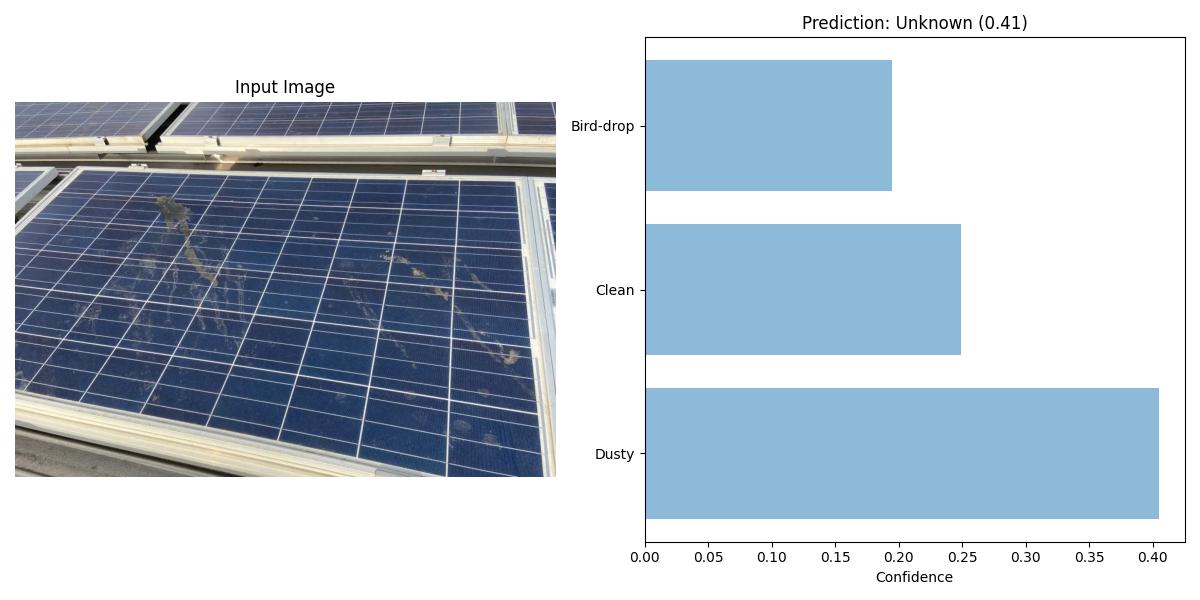 Input Image
Prediction: Unknown (0.41)
Bird-drop
Clean
Dusty
0.00 0.05 0.10 0.15 0.20 0.25 0.30 0.35 0.40
Confidence